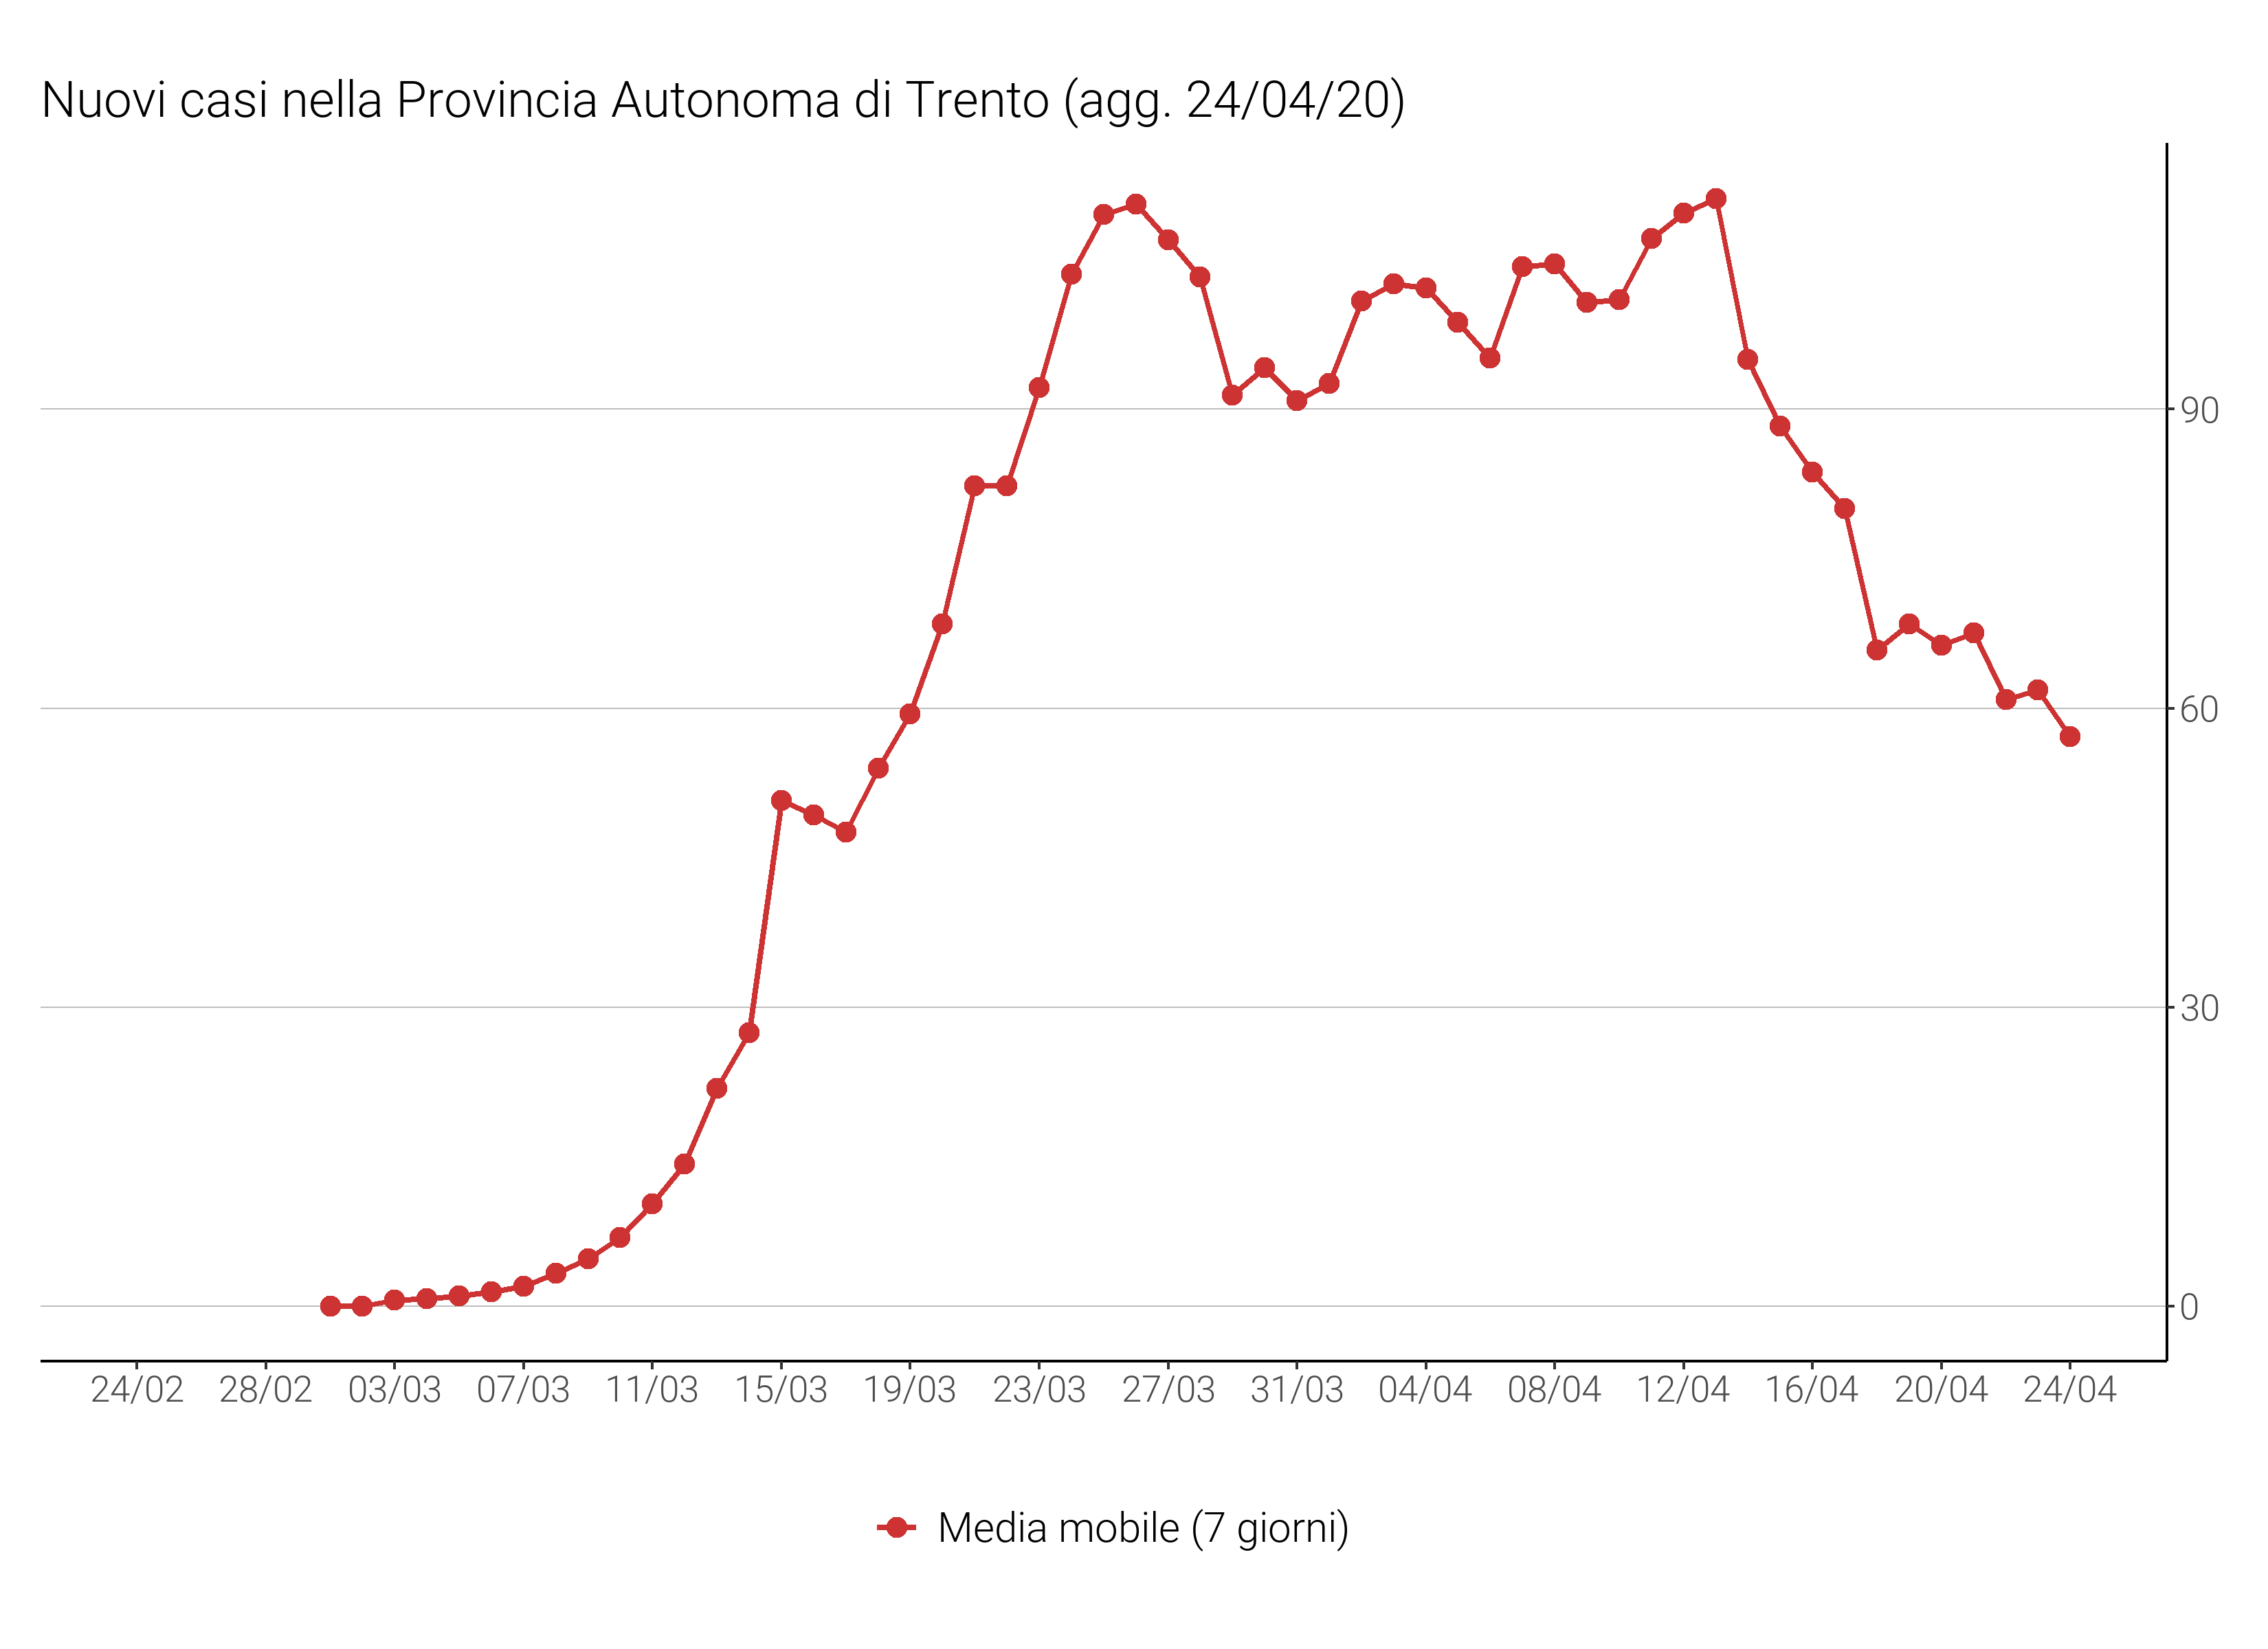 Nuovi casi nella Provincia Autonoma di Trento (agg. 24/04/20)
90
60
30
0
24/02 28/02 03/03 07/03 11/03 15/03 19/03 23/03 27/03 31/03 04/04 08/04 12/04 16/04 20/04 24/04
Media mobile (7 giorni)